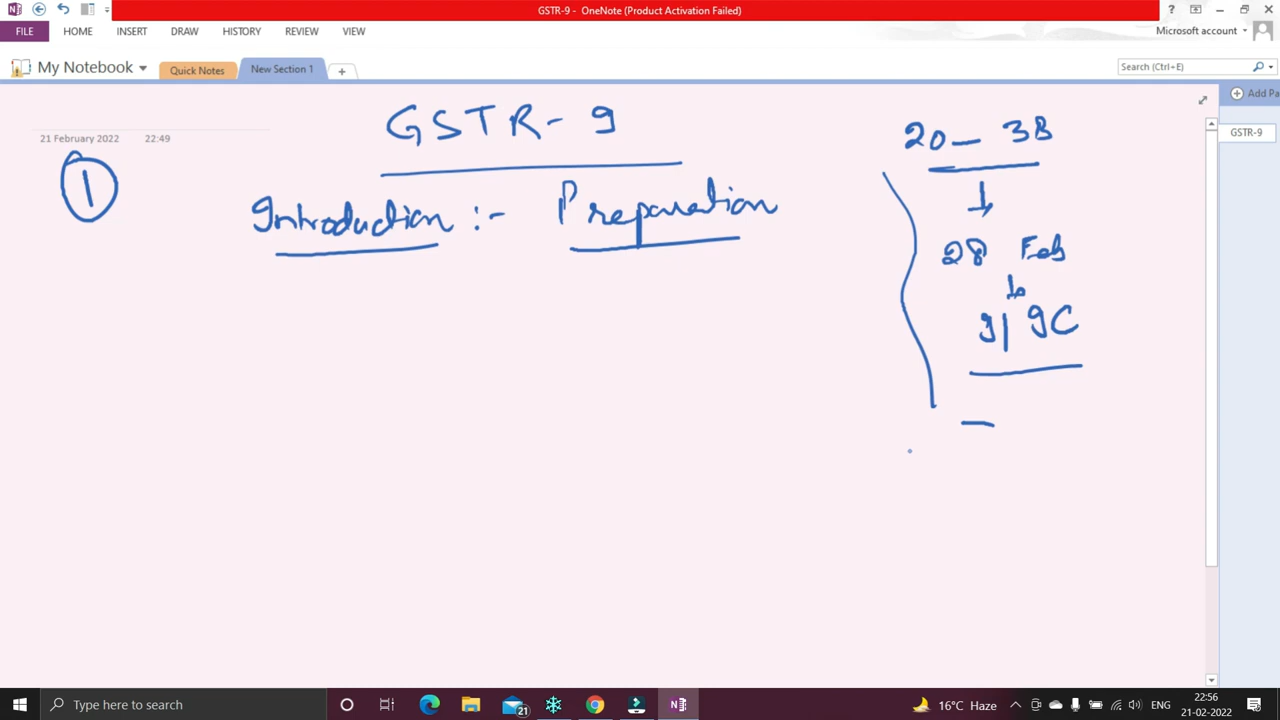 GSTR-9 - OneNote (Product Activation Failed)
?
FILE HOME INSERT DRAW HISTORY REVIEW VIEW
Microsoft account
My Notebook
Quick Notes
New Section 1
Search (Ctrl+E)
Add Pa
GSTR-9
21 February 2022 22:49
1
GSTR-9
Introduction :- Preparation
20 - 3B
28 Feb
9/9C
Type here to search
21
16°C Haze
ENG
22:56
21-02-2022